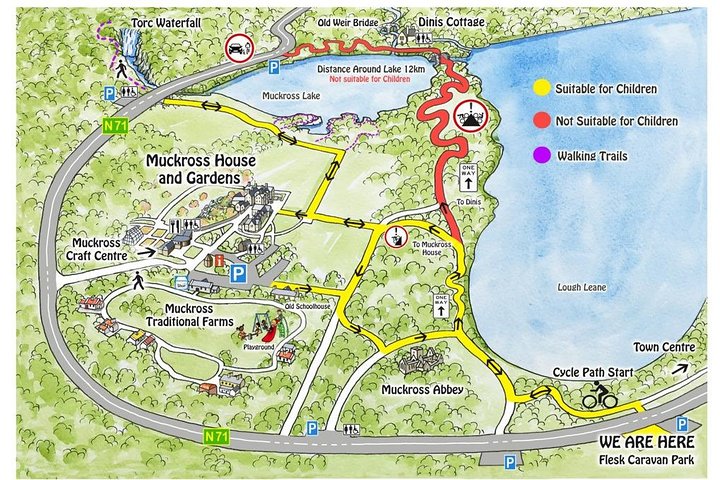 Torc Waterfall
Old Weir Bridge
Dinis Cottage
P
P
Distance Around Lake 12km
Not suitable for Children
Muckross Lake
N71
Suitable for Children
Not Suitable for Children
Walking Trails
Muckross House
and Gardens
ONE
WAY
To Dinis
Muckross
Craft Centre
To Muckross
House
i
P
Lough Leane
ONE
WAY
Old Schoolhouse
Muckross
Traditional Farms
Playground
Town Centre
Muckross Abbey
Cycle Path Start
N71
P
P
P
WE ARE HERE
Flesk Caravan Park